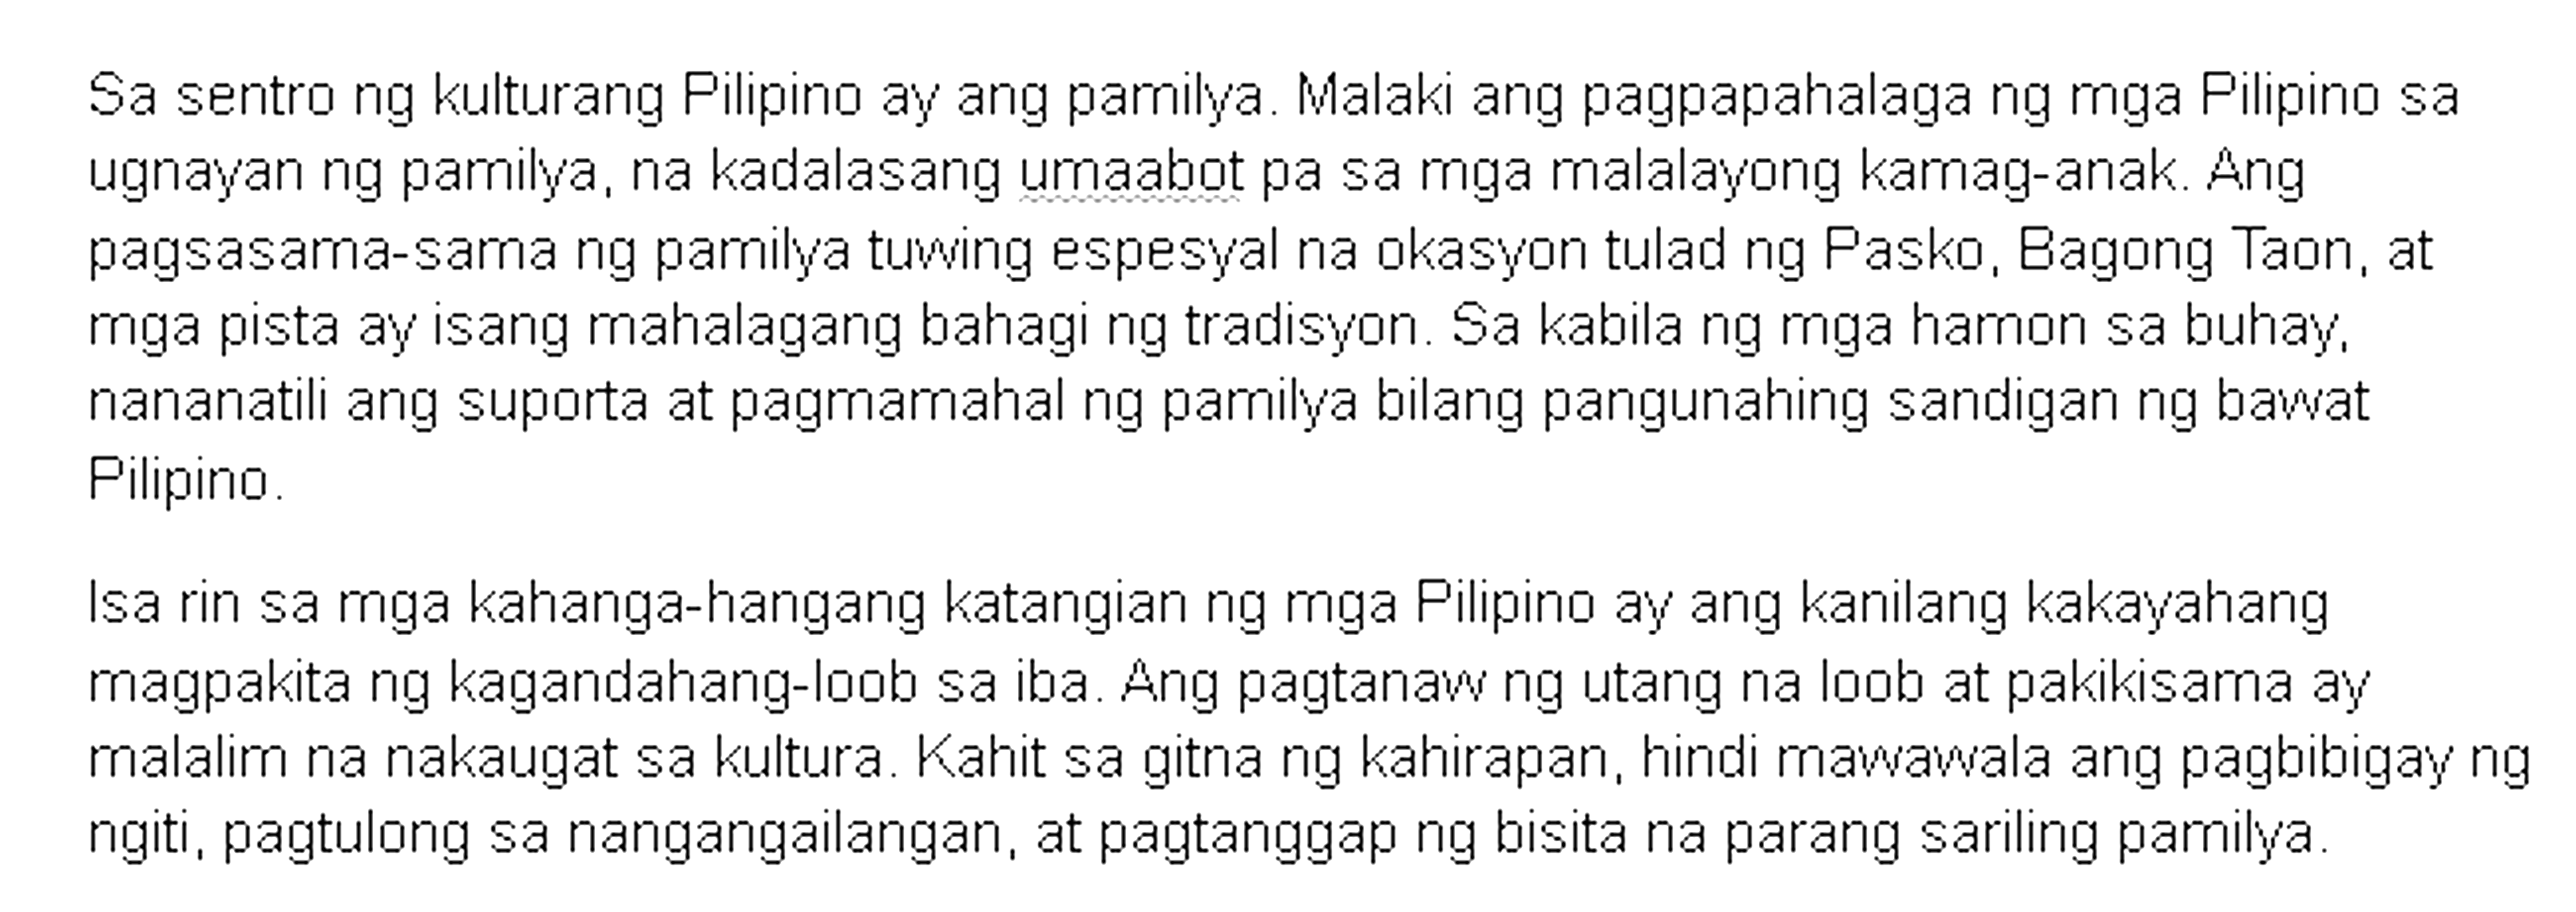 Sa sentro ng kulturang Pilipino ay ang pamilya. Malaki ang pagpapahalaga ng mga Pilipino sa
ugnayan ng pamilya, na kadalasang umaabot pa sa mga malalayong kamag-anak. Ang
pagsasama-sama ng pamilya tuwing espesyal na okasyon tulad ng Pasko, Bagong Taon, at
mga pista ay isang mahalagang bahagi ng tradisyon. Sa kabila ng mga hamon sa buhay,
nananatili ang suporta at pagmamahal ng pamilya bilang pangunahing sandigan ng bawat
Pilipino.
Isa rin sa mga kahanga-hangang katangian ng mga Pilipino ay ang kanilang kakayahang
magpakita ng kagandahang-loob sa iba. Ang pagtanaw ng utang na loob at pakikisama ay
malalim na nakaugat sa kultura. Kahit sa gitna ng kahirapan, hindi mawawala ang pagbibigay ng
ngiti, pagtulong sa nangangailangan, at pagtanggap ng bisita na parang sariling pamilya.